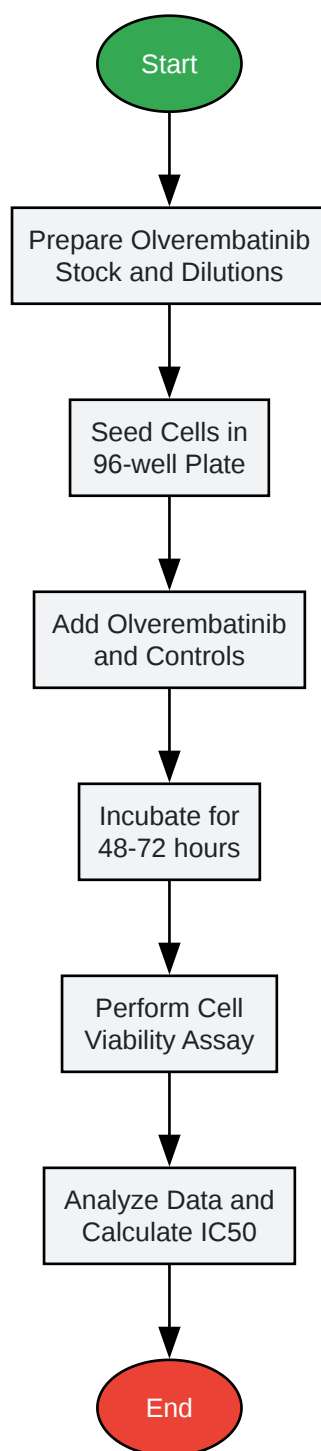 Start
Prepare Olverembatinib
Stock and Dilutions
Seed Cells in
96-well Plate
Add Olverembatinib
and Controls
Incubate for
48-72 hours
Perform Cell
Viability Assay
Analyze Data and
Calculate IC50
End